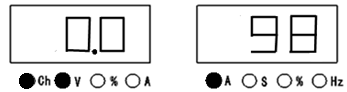 0.0 98
●Ch ●V ○% ○A ●A ○S ○% ○Hz